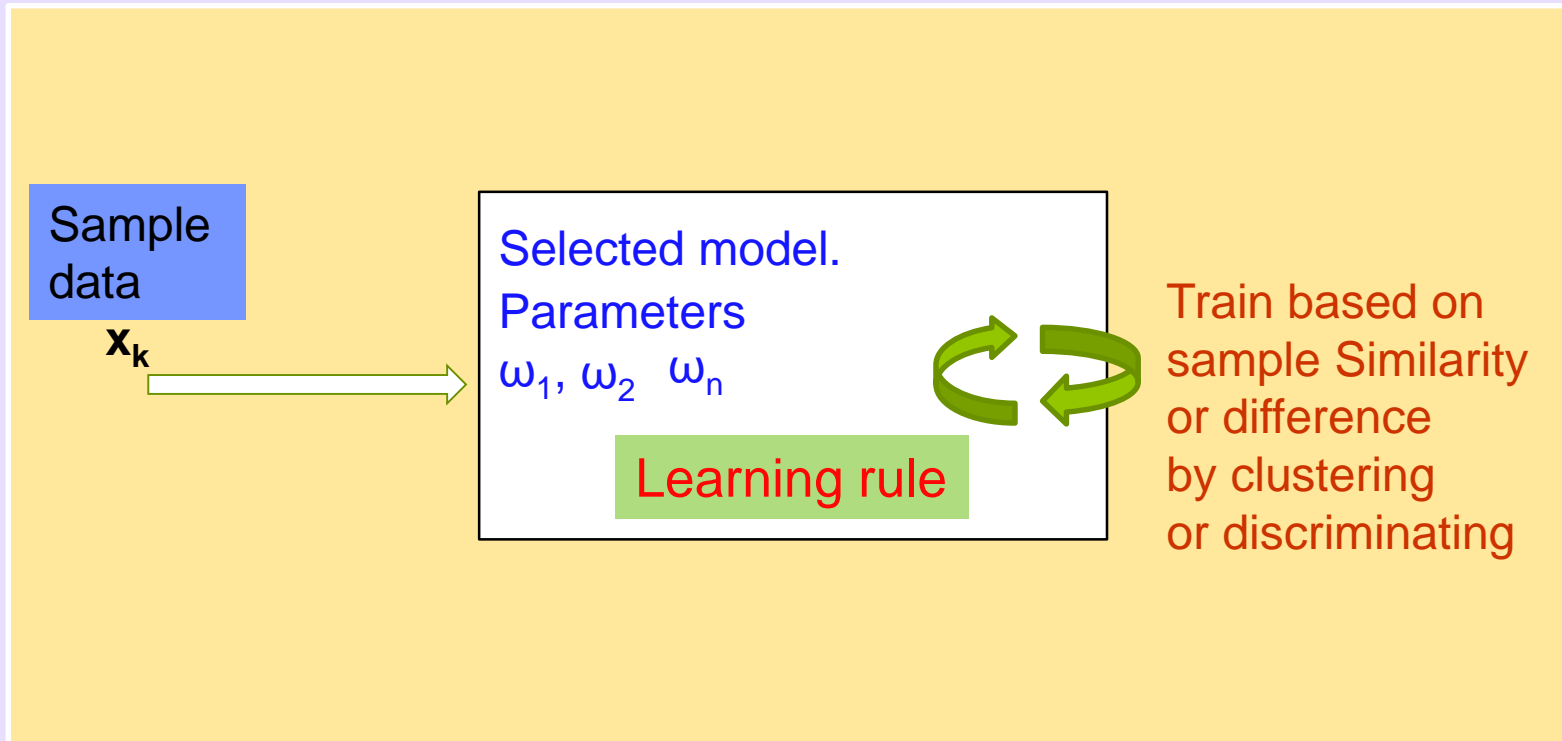 Sample
data
xₖ
Selected model.
Parameters
ω₁, ω₂ ωₙ
Learning rule
Train based on
sample Similarity
or difference
by clustering
or discriminating